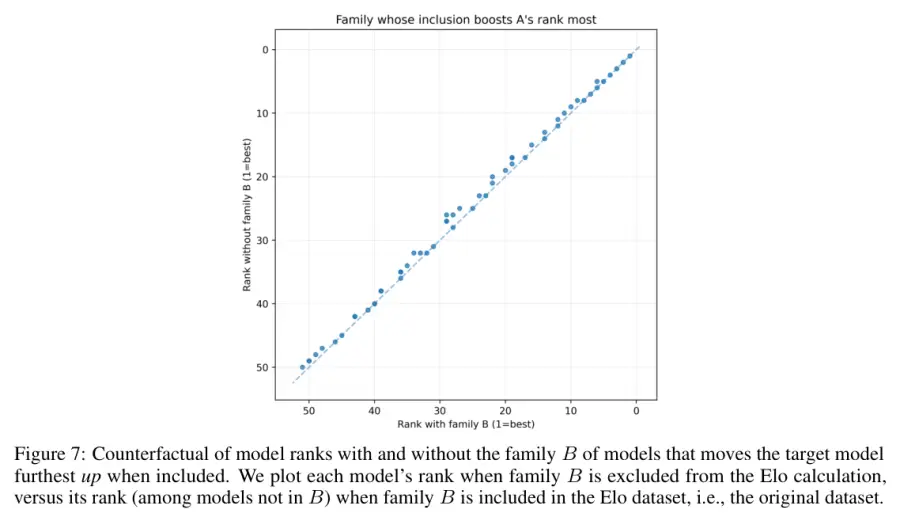 Family whose inclusion boosts A's rank most
0
10
20
30
40
50
Rank without family B (1=best)
50
40
30
20
10
0
Rank with family B (1=best)
Figure 7: Counterfactual of model ranks with and without the family B of models that moves the target model
furthest up when included. We plot each model's rank when family B is excluded from the Elo calculation,
versus its rank (among models not in B) when family B is included in the Elo dataset, i.e., the original dataset.